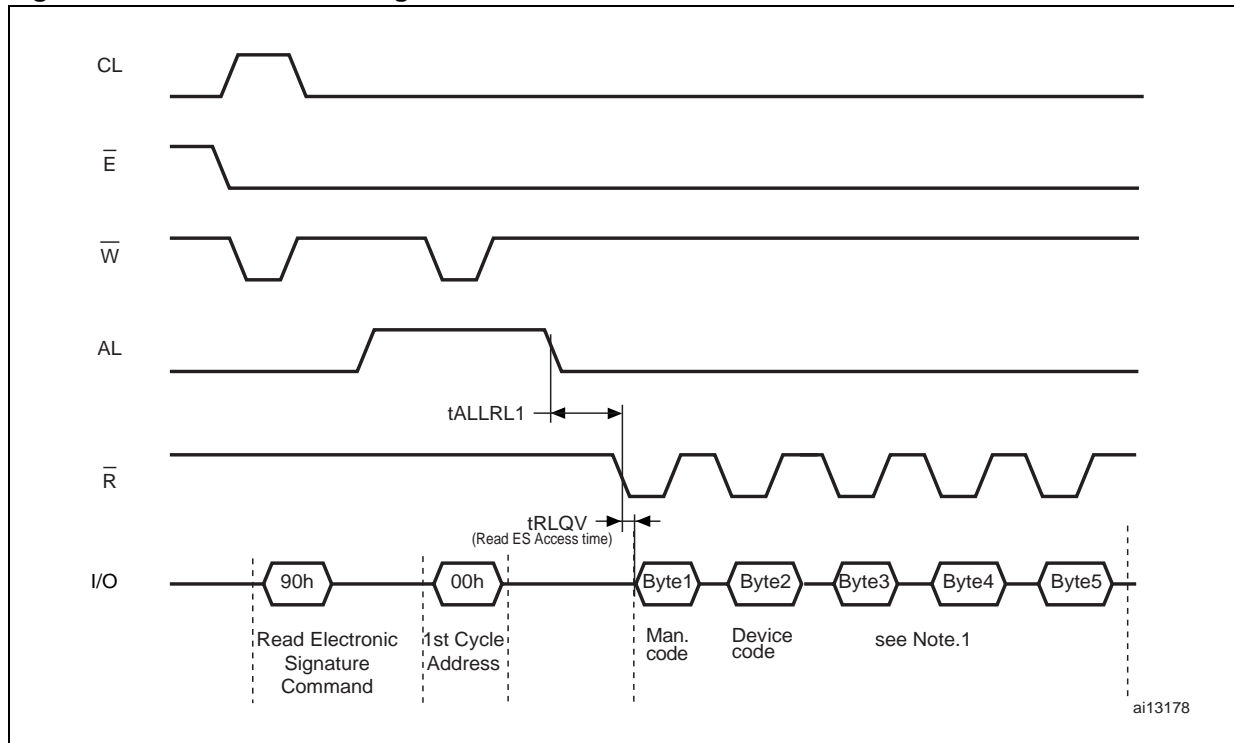 CL
E
W
AL
tALLRL1
R
tRLQV
(Read ES Access time)
I/O
90h
00h
Byte1
Byte2
Byte3
Byte4
Byte5
Read Electronic
Signature
Command
1st Cycle
Address
Man.
code
Device
code
see Note.1
ai13178